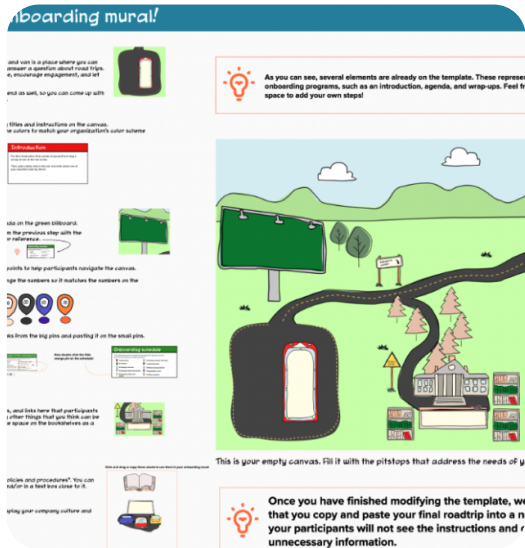 nboarding mural!
and van is a place where you can
answer a question about road trips.
e, encourage engagement, and let
end as well, so you can come up with
titles and instructions on the canvas.
he colors to match your organization's color scheme
Introduction
da on the green billboard.
m the previous step with the
r reference.
points to help participants navigate the canvas.
nge the numbers so it matches the numbers on the
ks from the big pins and pasting it on the small pins.
Onboarding schedule
s, and links here that participants
other things that you think can be
e space on the bookshelves as a
olicies and procedures". You can
nd/or in a text box close to it.
splay your company culture and
As you can see, several elements are already on the template. These represe
onboarding programs, such as an introduction, agenda, and wrap-ups. Feel fr
space to add your own steps!
This is your empty canvas. Fill it with the pitstops that address the needs of y
Once you have finished modifying the template, we
that you copy and paste your final roadtrip into a n
your participants will not see the instructions and
unnecessary information.